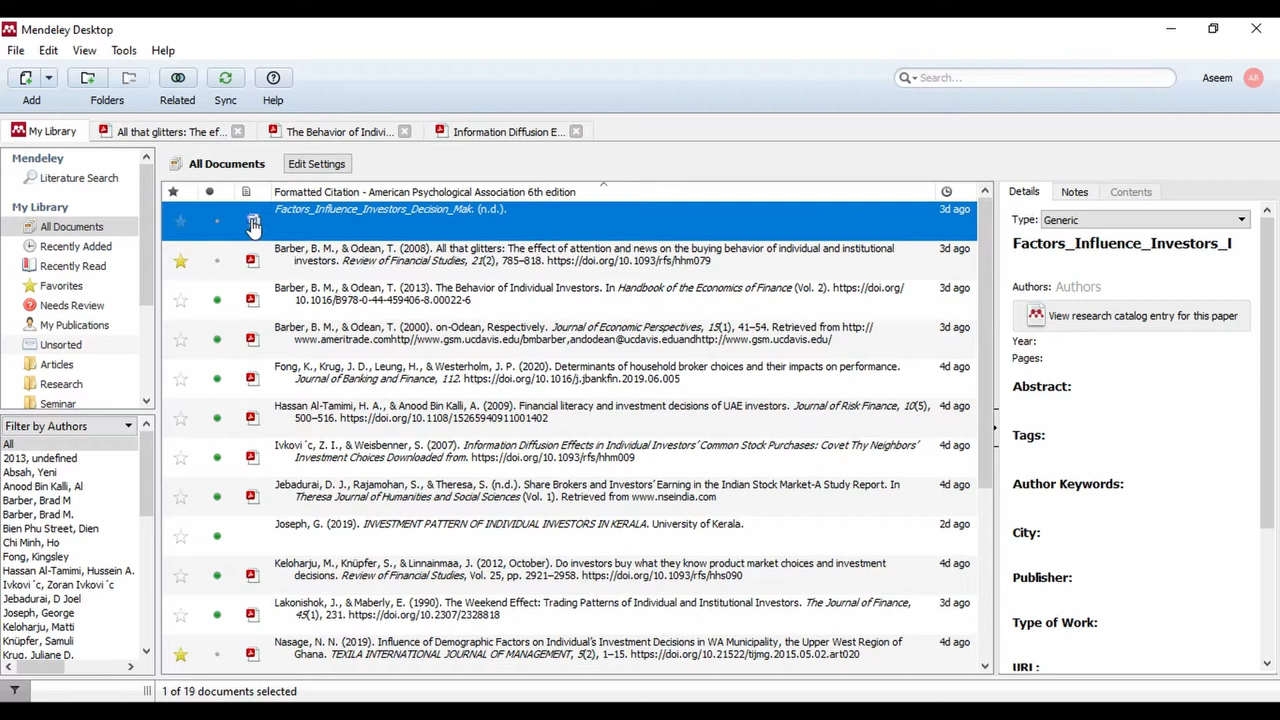 Mendeley Desktop
File Edit View Tools Help
Search...
Aseem AR
Add Folders Related Sync Help
My Library All that glitters: The ef... The Behavior of Indivi... Information Diffusion E...
Mendeley
Literature Search
My Library
All Documents
Recently Added
Recently Read
Favorites
Needs Review
My Publications
Unsorted
Articles
Research
Seminar
Filter by Authors
All
2013, undefined
Absah, Yeni
Anood Bin Kalli, Al
Barber, Brad M
Barber, Brad M.
Bien Phu Street, Dien
Chi Minh, Ho
Fong, Kingsley
Hassan Al-Tamimi, Hussein A.
Ivkovi´c, Zoran Ivkovi´c
Jebadurai, D Joel
Joseph, George
Keloharju, Matti
Knüpfer, Samuli
Krug, Juliane D.
All Documents Edit Settings
Formatted Citation - American Psychological Association 6th edition
Factors_Influence_Investors_Decision_Mak. (n.d.). 3d ago
Barber, B. M., & Odean, T. (2008). All that glitters: The effect of attention and news on the buying behavior of individual and institutional 3d ago
investors. Review of Financial Studies, 21(2), 785–818. https://doi.org/10.1093/rfs/hhm079
Barber, B. M., & Odean, T. (2013). The Behavior of Individual Investors. In Handbook of the Economics of Finance (Vol. 2). https://doi.org/ 3d ago
10.1016/B978-0-44-459406-8.00022-6
Barber, B. M., & Odean, T. (2000). on-Odean, Respectively. Journal of Economic Perspectives, 15(1), 41–54. Retrieved from http:// 3d ago
www.ameritrade.comhttp//www.gsm.ucdavis.edu/bmbarber,andodean@ucdavis.eduandhttp://www.gsm.ucdavis.edu/
Fong, K., Krug, J. D., Leung, H., & Westerholm, J. P. (2020). Determinants of household broker choices and their impacts on performance. 4d ago
Journal of Banking and Finance, 112. https://doi.org/10.1016/j.jbankfin.2019.06.005
Hassan Al-Tamimi, H. A., & Anood Bin Kalli, A. (2009). Financial literacy and investment decisions of UAE investors. Journal of Risk Finance, 10(5), 4d ago
500–516. https://doi.org/10.1108/15265940911001402
Ivkovi´c, Z. I., & Weisbenner, S. (2007). Information Diffusion Effects in Individual Investors’ Common Stock Purchases: Covet Thy Neighbors’ 4d ago
Investment Choices Downloaded from. https://doi.org/10.1093/rfs/hhm009
Jebadurai, D. J., Rajamohan, S., & Theresa, S. (n.d.). Share Brokers and Investors’ Earning in the Indian Stock Market-A Study Report. In 4d ago
Theresa Journal of Humanities and Social Sciences (Vol. 1). Retrieved from www.nseindia.com
Joseph, G. (2019). INVESTMENT PATTERN OF INDIVIDUAL INVESTORS IN KERALA. University of Kerala. 2d ago
Keloharju, M., Knüpfer, S., & Linnainmaa, J. (2012, October). Do investors buy what they know product market choices and investment 4d ago
decisions. Review of Financial Studies, Vol. 25, pp. 2921–2958. https://doi.org/10.1093/rfs/hhs090
Lakonishok, J., & Maberly, E. (1990). The Weekend Effect: Trading Patterns of Individual and Institutional Investors. The Journal of Finance, 3d ago
45(1), 231. https://doi.org/10.2307/2328818
Nasage, N. N. (2019). Influence of Demographic Factors on Individual’s Investment Decisions in WA Municipality, the Upper West Region of 4d ago
Ghana. TEXILA INTERNATIONAL JOURNAL OF MANAGEMENT, 5(2), 1–15. https://doi.org/10.21522/tijmg.2015.05.02.art020
Details Notes Contents
Type: Generic
Factors_Influence_Investors_I
Authors: Authors
View research catalog entry for this paper
Year:
Pages:
Abstract:
Tags:
Author Keywords:
City:
Publisher:
Type of Work:
URL:
1 of 19 documents selected